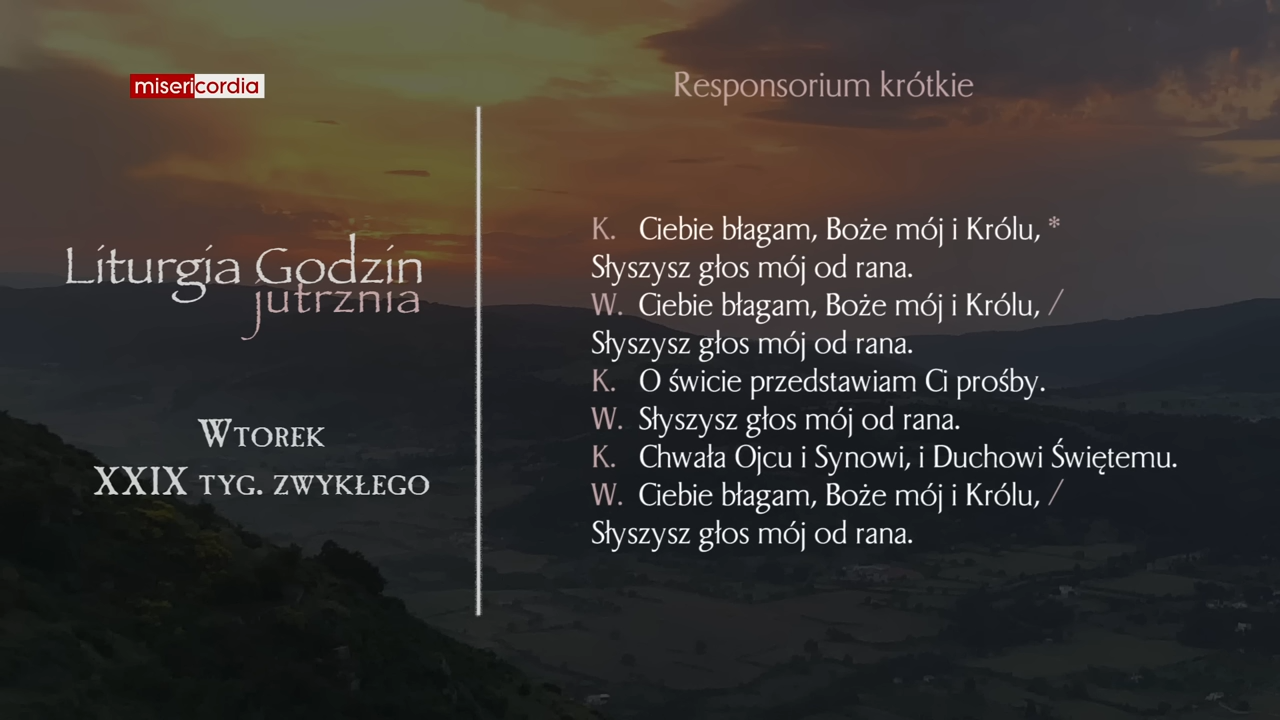 misericordia
Liturgia Godzin
jutrznia
Wtorek
XXIX tyg. zwykłego
Responsorium krótkie
K. Ciebie błagam, Boże mój i Królu, *
Słyszysz głos mój od rana.
W. Ciebie błagam, Boże mój i Królu, /
Słyszysz głos mój od rana.
K. O świcie przedstawiam Ci prośby.
W. Słyszysz głos mój od rana.
K. Chwała Ojcu i Synowi, i Duchowi Świętemu.
W. Ciebie błagam, Boże mój i Królu, /
Słyszysz głos mój od rana.